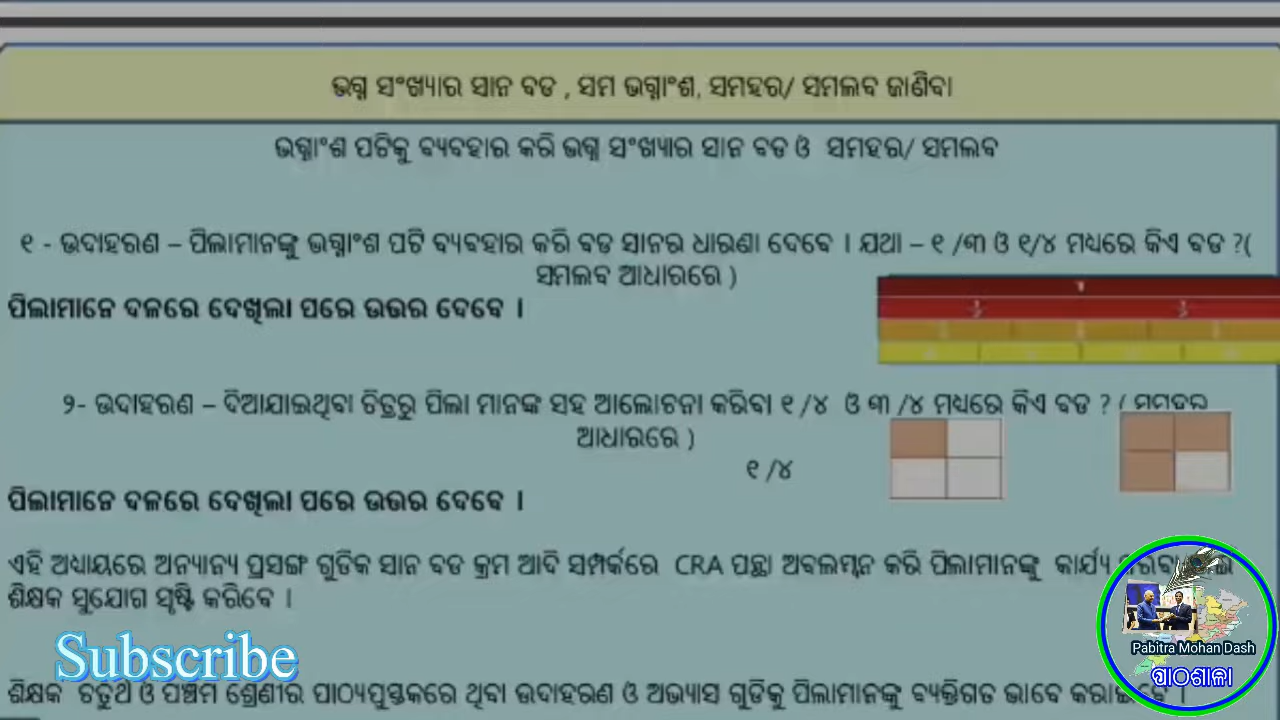 ଭଗ୍ନ ସଂଖ୍ୟାର ସାନ ବଡ , ସମ ଭଗ୍ନାଂଶ, ସମହର/ ସମଲବ ଜାଣିବା
ଭଗ୍ନାଂଶ ପଟିକୁ ବ୍ୟବହାର କରି ଭଗ୍ନ ସଂଖ୍ୟାର ସାନ ବଡ ଓ ସମହର/ ସମଲବ
୧ - ଉଦାହରଣ – ପିଲାମାନଙ୍କୁ ଭଗ୍ନାଂଶ ପଟି ବ୍ୟବହାର କରି ବଡ ସାନର ଧାରଣା ଦେବେ । ଯଥା – ୧ /୩ ଓ ୧/୪ ମଧ୍ୟରେ କିଏ ବଡ ?(
ସମଲବ ଆଧାରରେ )
ପିଲାମାନେ ଦଳରେ ଦେଖିଲା ପରେ ଉତ୍ତର ଦେବେ ।
୨- ଉଦାହରଣ – ଦିଆଯାଇଥିବା ଚିତ୍ରରୁ ପିଲା ମାନଙ୍କ ସହ ଆଲୋଚନା କରିବା ୧ /୪ ଓ ୩ /୪ ମଧ୍ୟରେ କିଏ ବଡ ? (
ଆଧାରରେ )
୧ /୪
ପିଲାମାନେ ଦଳରେ ଦେଖିଲା ପରେ ଉତ୍ତର ଦେବେ ।
ଏହି ଅଧ୍ୟାୟରେ ଅନ୍ୟାନ୍ୟ ପ୍ରସଙ୍ଗ ଗୁଡିକ ସାନ ବଡ କ୍ରମ ଆଦି ସମ୍ପର୍କରେ CRA ପନ୍ଥା ଅବଲମ୍ବନ କରି ପିଲାମାନଙ୍କୁ କାର୍ଯ୍ୟ
ଶିକ୍ଷକ ସୁଯୋଗ ସୃଷ୍ଟି କରିବେ ।
Subscribe
Pabitra Mohan Dash
ପାଠଶାଳା
ଶିକ୍ଷକ ଚତୁର୍ଥ ଓ ପଞ୍ଚମ ଶ୍ରେଣୀର ପାଠ୍ୟପୁସ୍ତକରେ ଥିବା ଉଦାହରଣ ଓ ଅଭ୍ୟାସ ଗୁଡିକୁ ପିଲାମାନଙ୍କୁ ବ୍ୟକ୍ତିଗତ ଭାବେ